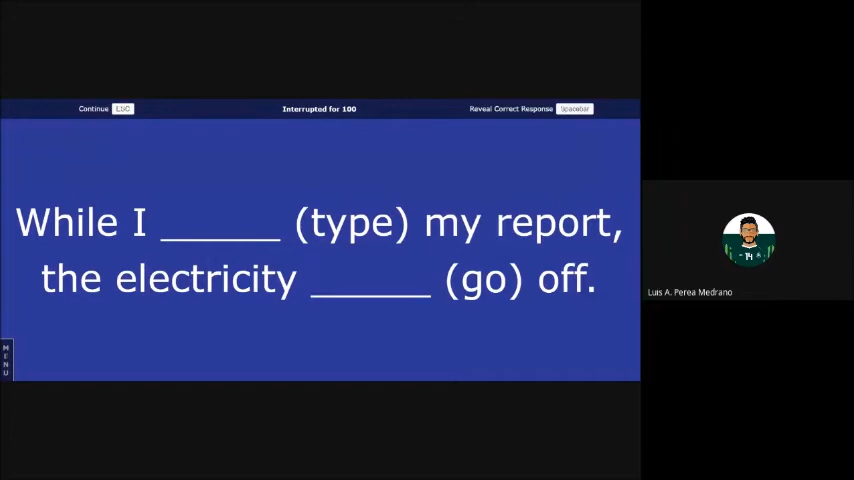 Continue ESC Interrupted for 100 Reveal Correct Response Spacebar
While I ______ (type) my report,
the electricity ______ (go) off.
MENU
14
Luis A. Perea Medrano